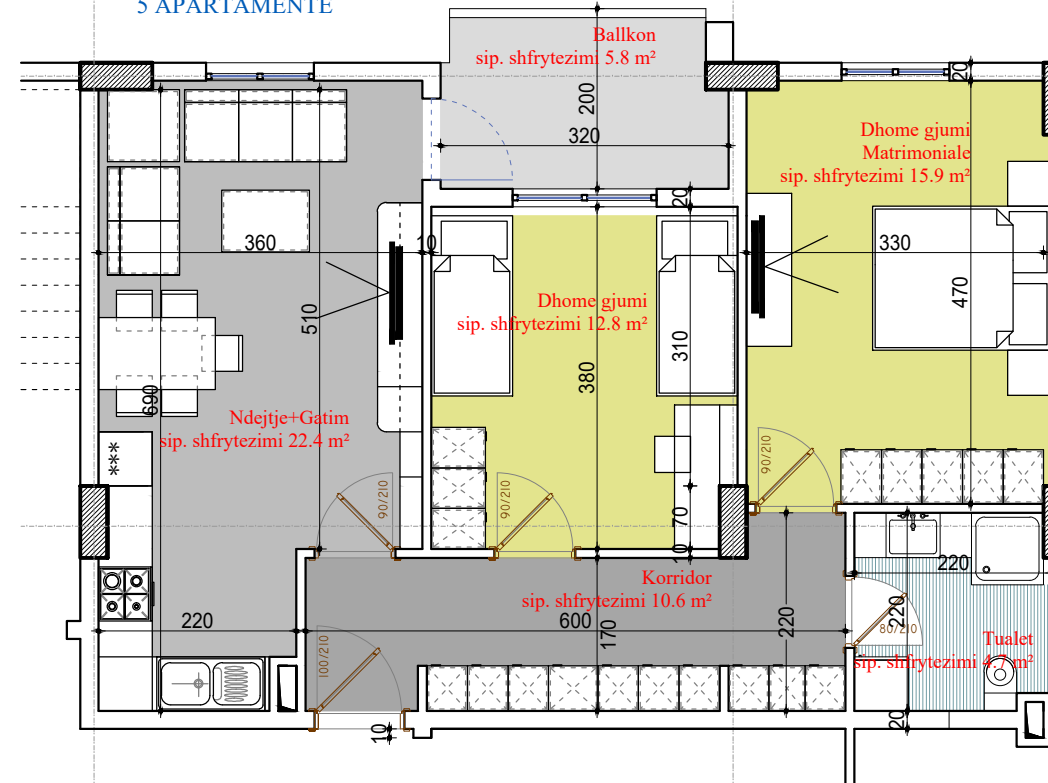 5 APARTAMENTE
Ballkon
sip. shfrytezimi 5.8 m²
200
320
20
Dhome gjumi
Matrimoniale
sip. shfrytezimi 15.9 m²
20
360
10
330
510
470
Dhome gjumi
sip. shfrytezimi 12.8 m²
310
380
690
Ndejtje+Gatim
sip. shfrytezimi 22.4 m²
***
90/210
90/210
90/210
70
10
Korridor
sip. shfrytezimi 10.6 m²
220
600
170
220
220
220
100/210
80/210
Tualet
sip. shfrytezimi 4.7 m²
10
20